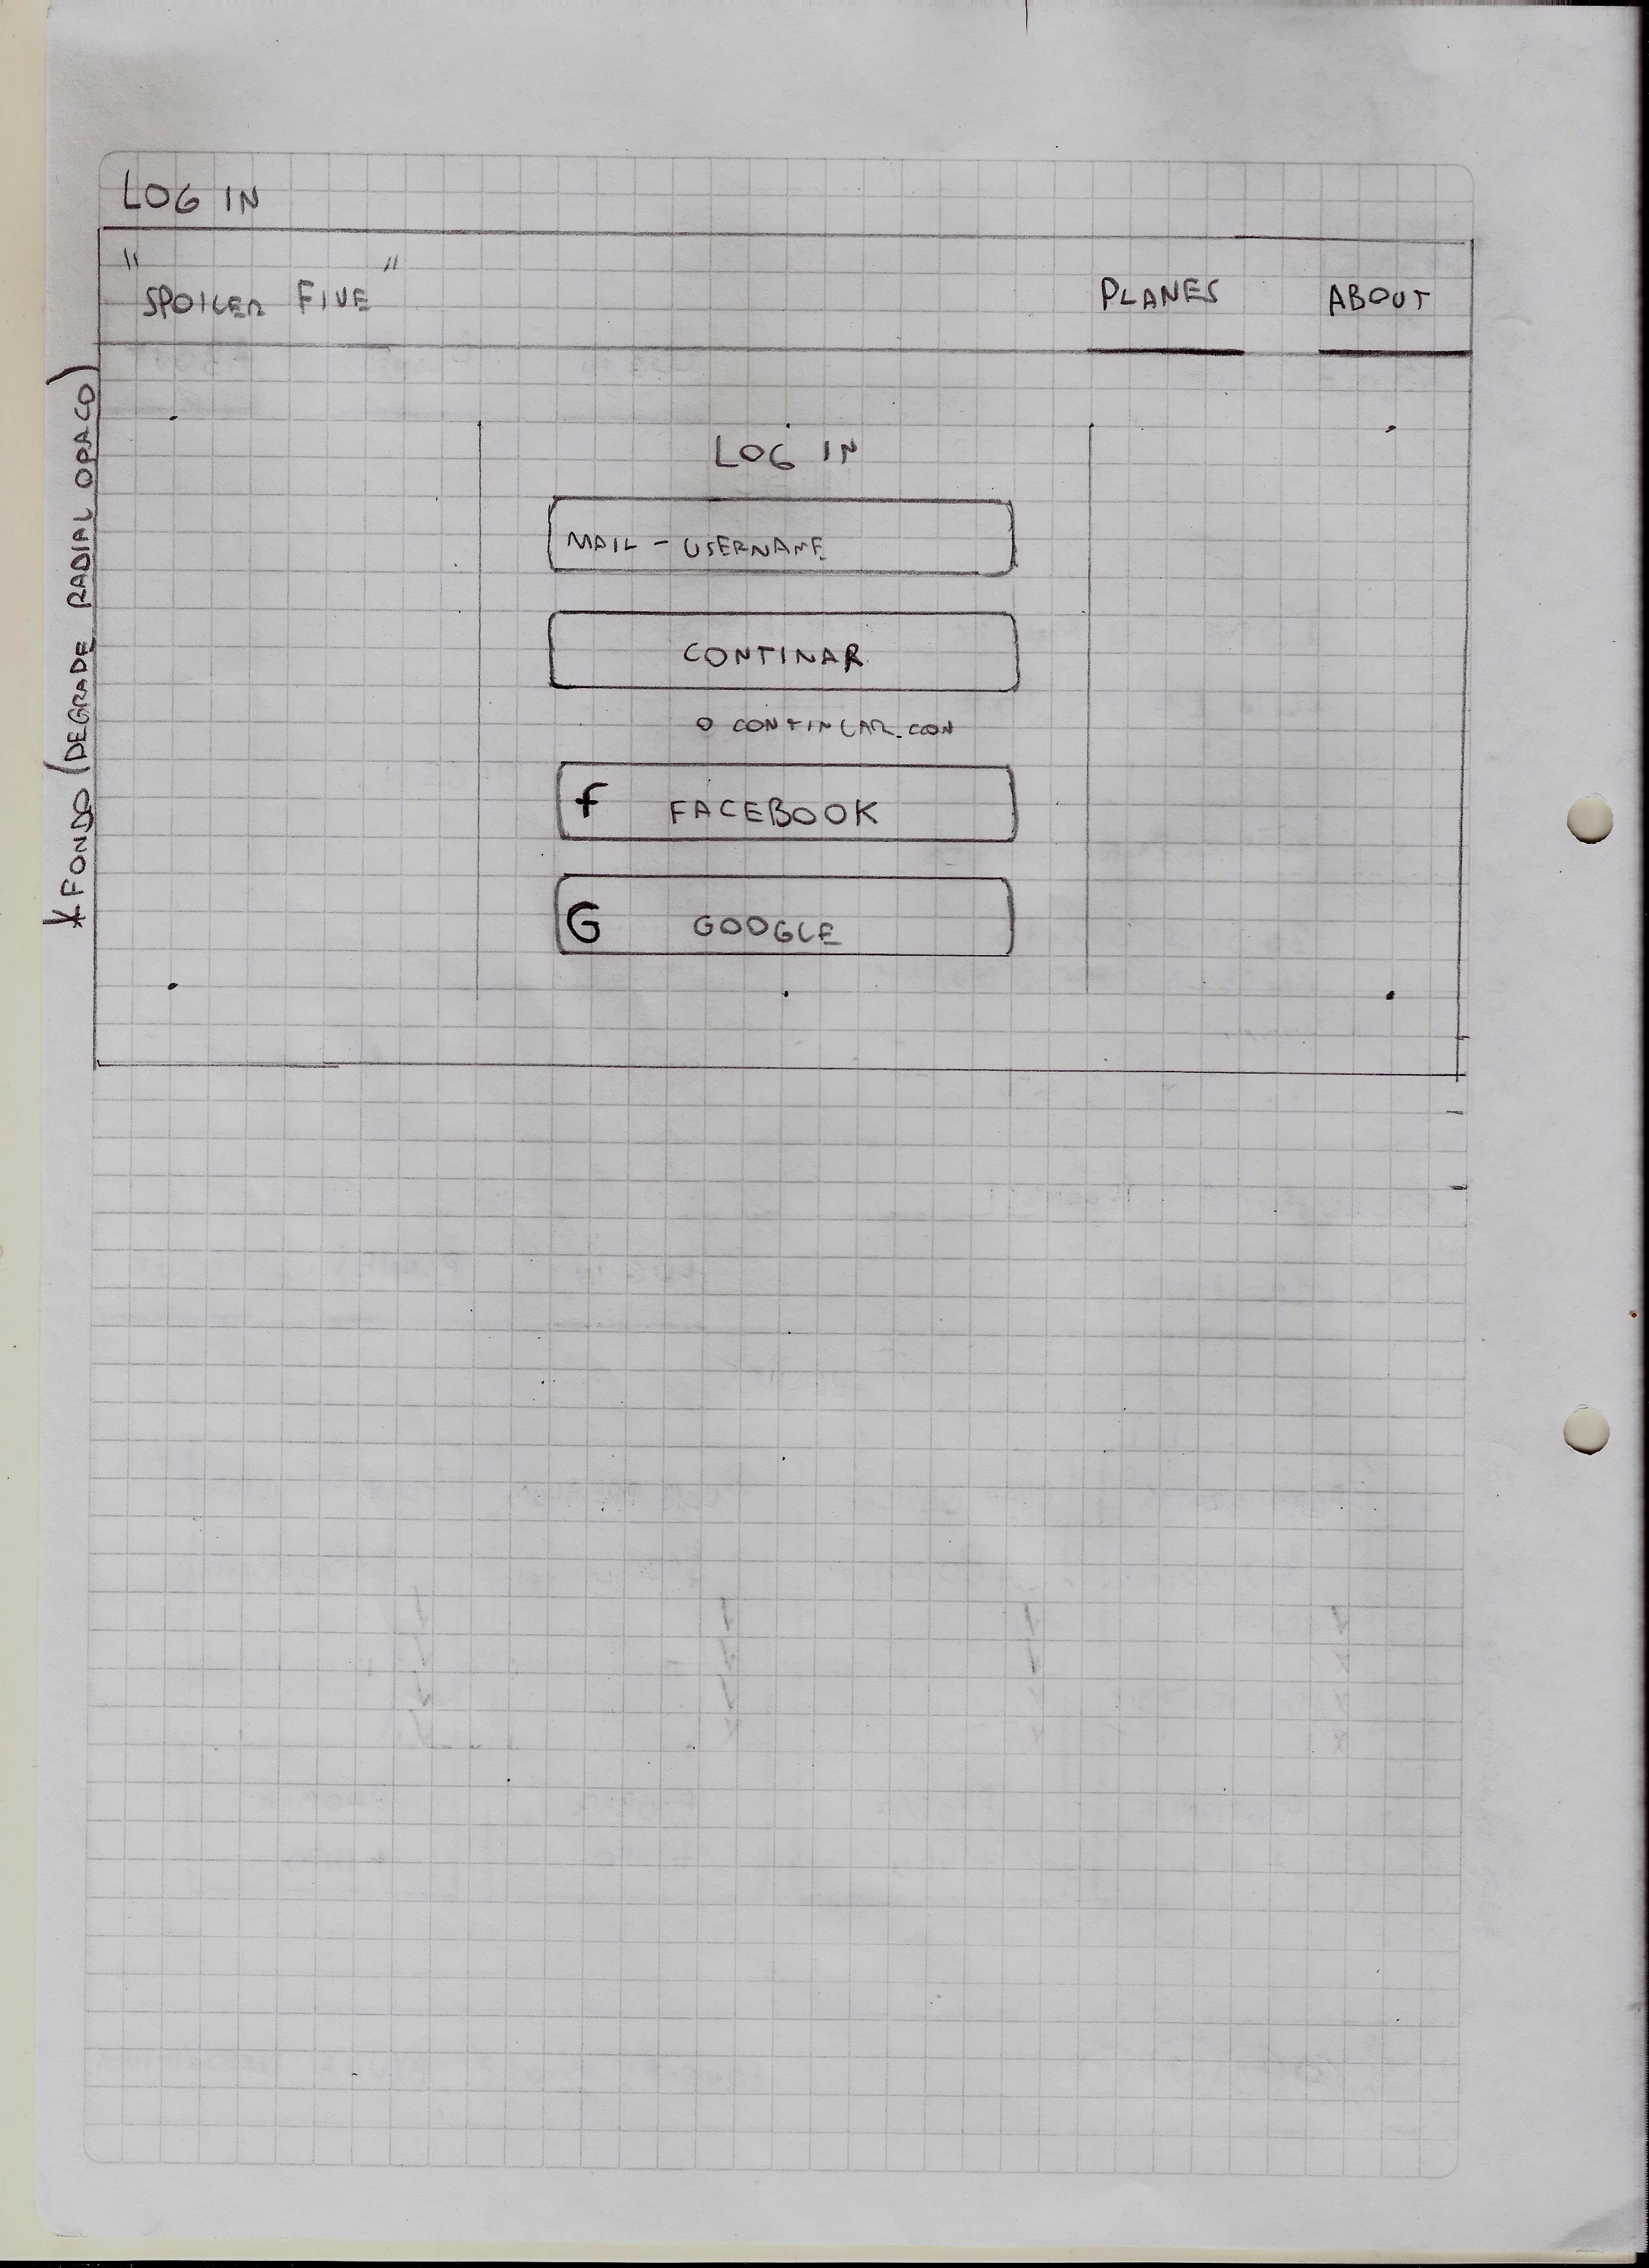 LOG IN
" SPOILER FIVE "
PLANES
ABOUT
* FONDO (DEGRADE RADIAL OPACO)
LOG IN
MAIL - USERNAME
CONTINAR
O CONTINUAR CON
f FACEBOOK
G GOOGLE